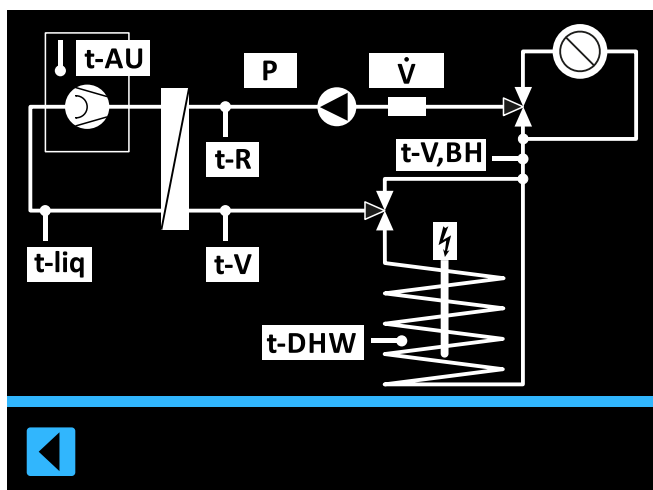 t-AU
P
V̇
t-R
t-V,BH
t-liq
t-V
t-DHW